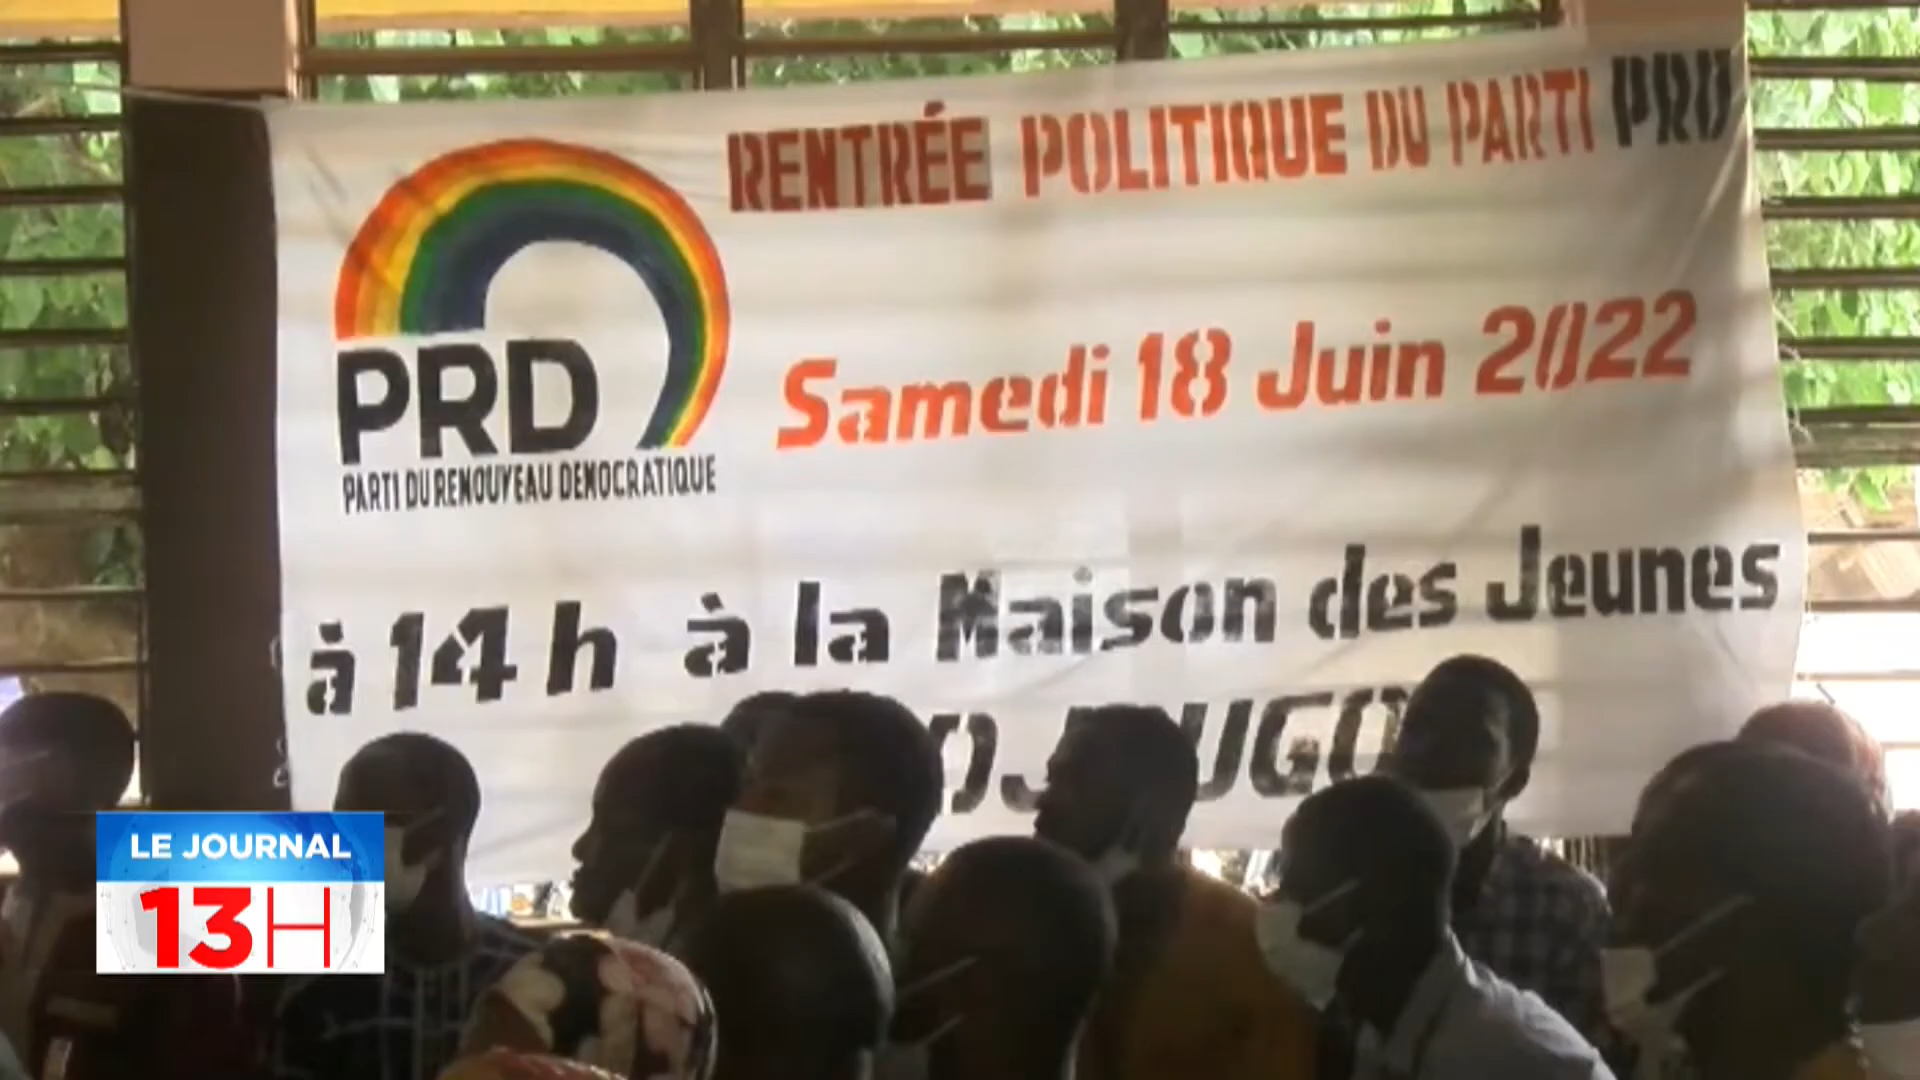 RENTRÉE POLITIQUE DU PARTI PRD
PRD
PARTI DU RENOUVEAU DEMOCRATIQUE
Samedi 18 Juin 2022
à 14h à la Maison des Jeunes
LE JOURNAL
13H